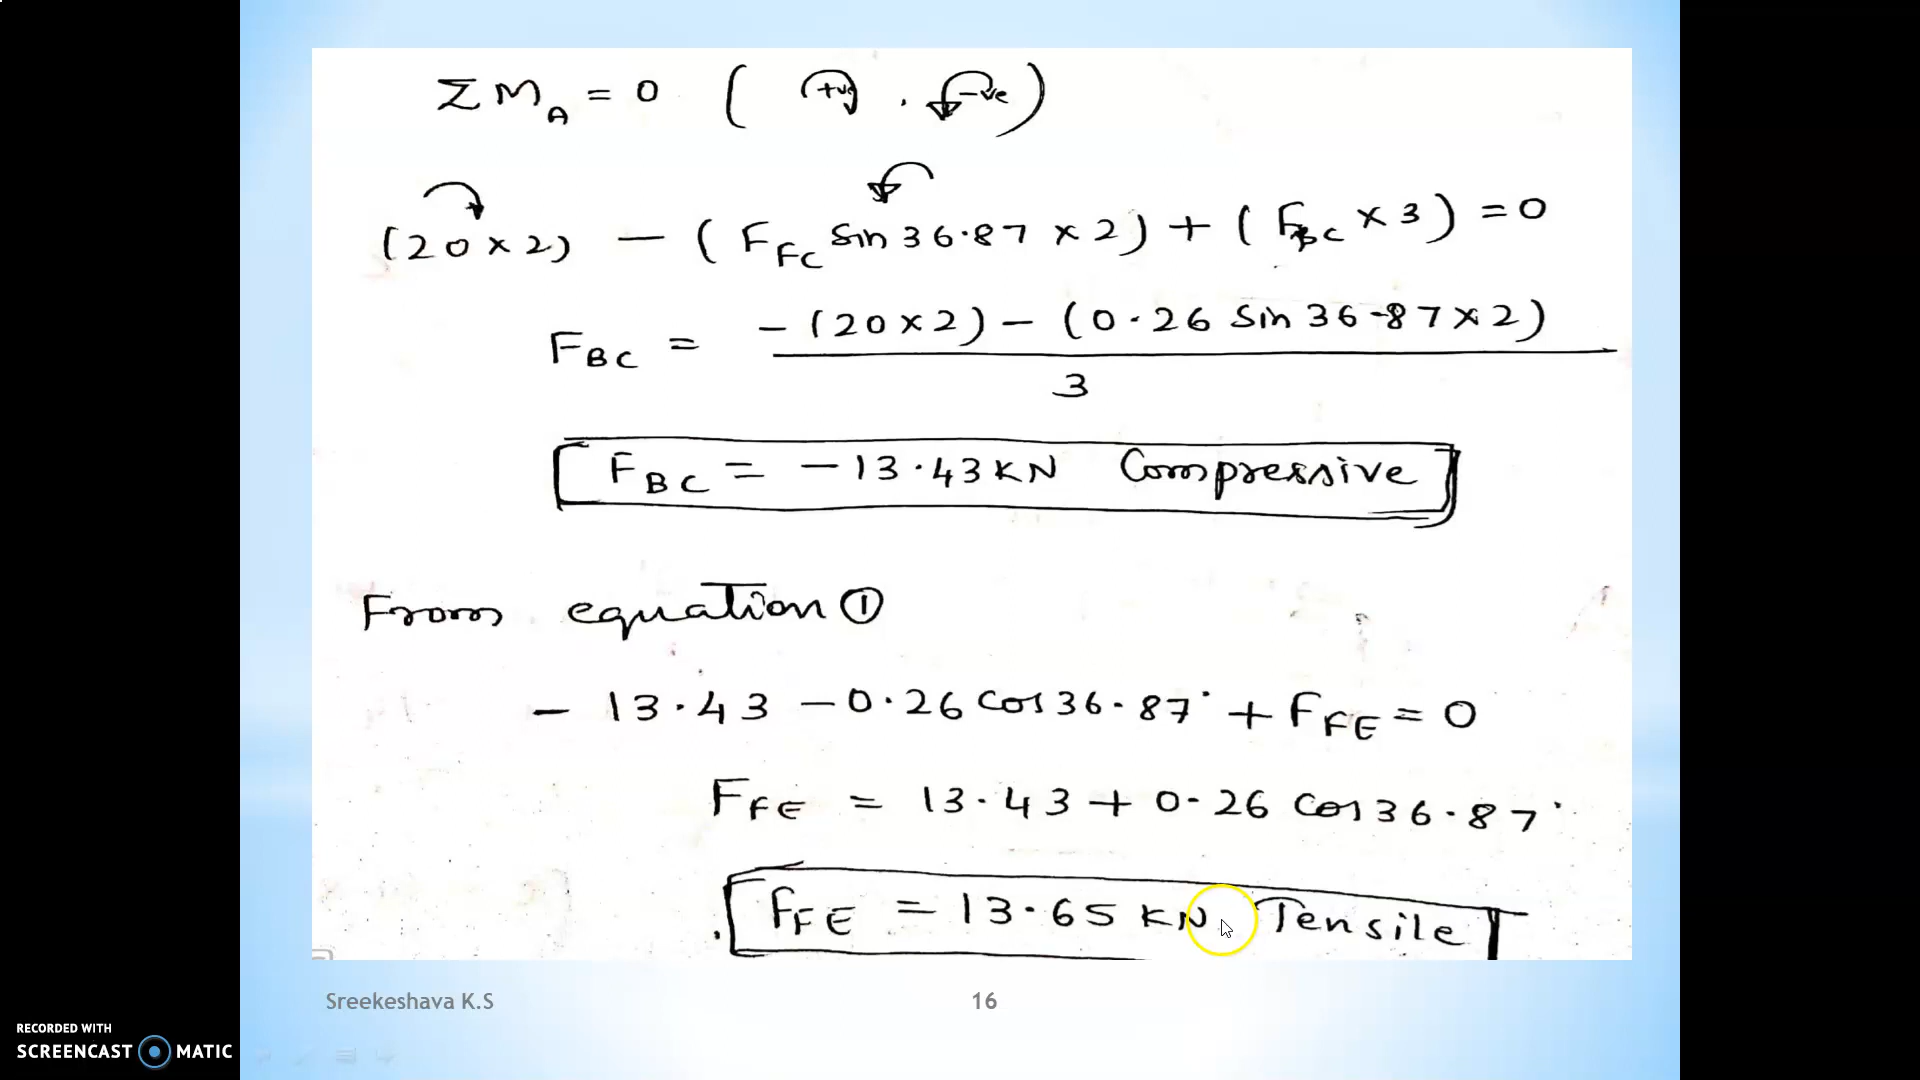 ΣM_A = 0 ( +ve , -ve )
(20 × 2) - (F_FC Sin 36.87 × 2) + (F_BC × 3) = 0
F_BC = -(20 × 2) - (0.26 Sin 36.87 × 2)
3
F_BC = -13.43 KN Compressive
From equation ①
- 13.43 - 0.26 Cos 36.87° + F_FE = 0
F_FE = 13.43 + 0.26 Cos 36.87°
F_FE = 13.65 KN Tensile
Sreekeshava K.S
16
RECORDED WITH
SCREENCAST MATIC